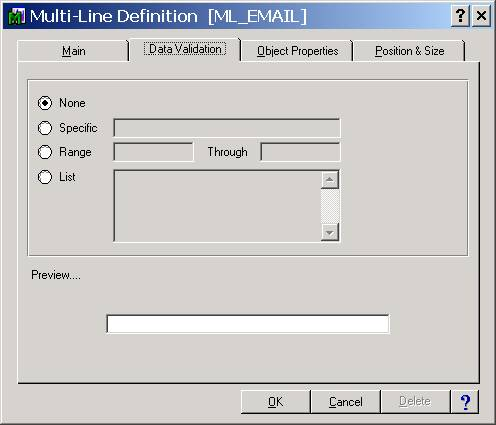 Multi-Line Definition [ML_EMAIL]
?
Main Data Validation Object Properties Position & Size
None
Specific
Range Through
List
Preview....
OK Cancel Delete ?